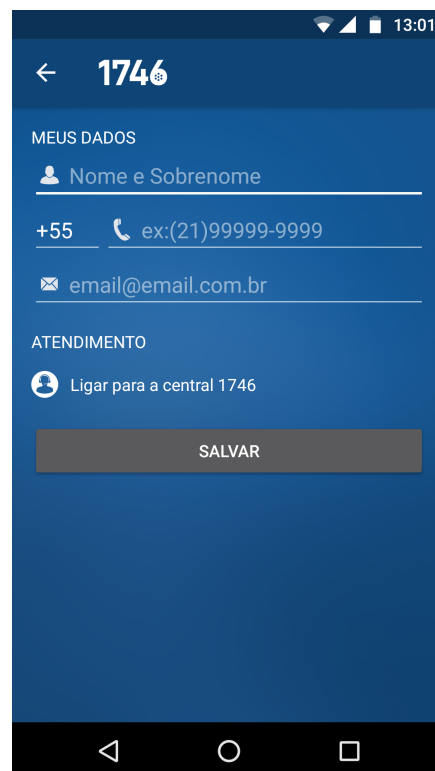 13:01
1746
MEUS DADOS
Nome e Sobrenome
+55 ex:(21)99999-9999
email@email.com.br
ATENDIMENTO
Ligar para a central 1746
SALVAR